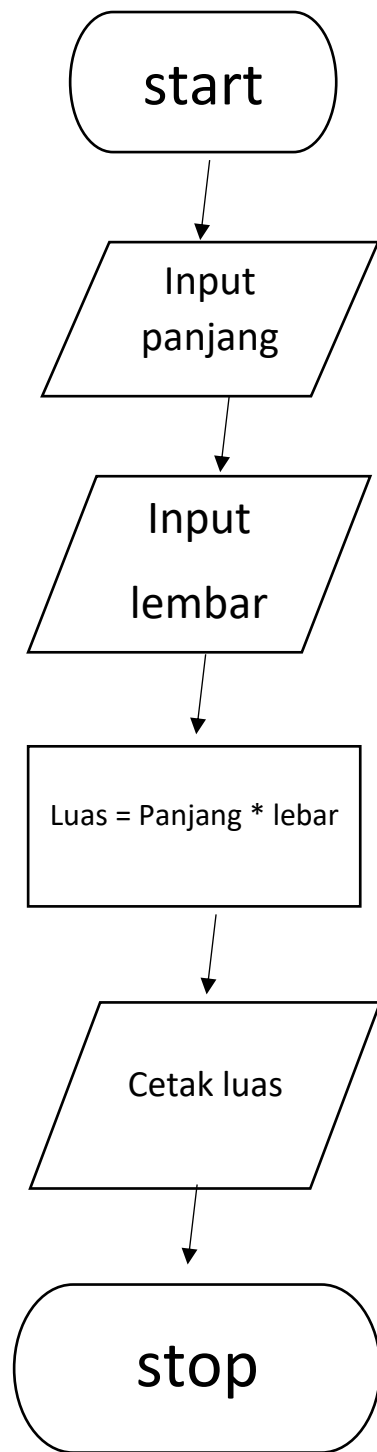 start
Input
panjang
Input
lembar
Luas = Panjang * lebar
Cetak luas
stop